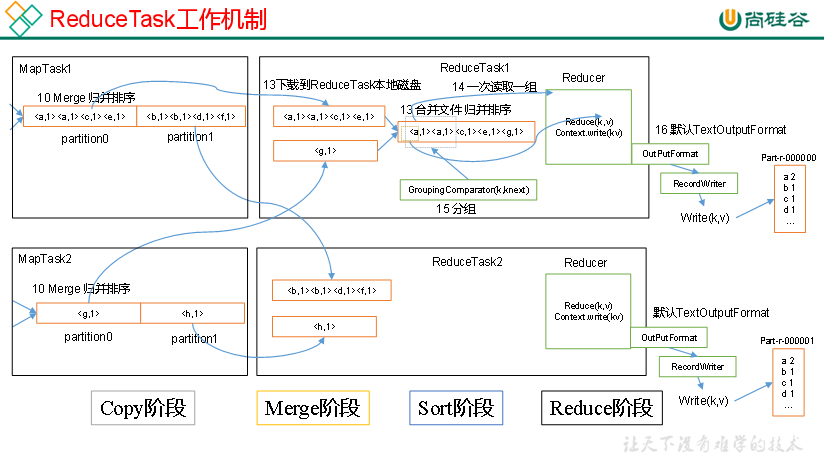 ReduceTask工作机制
尚硅谷
MapTask1
10 Merge 归并排序
<a,1><a,1><c,1><e,1>
<b,1><b,1><d,1><f,1>
partition0
partition1
ReduceTask1
13下载到ReduceTask本地磁盘
<a,1><a,1><c,1><e,1>
<g,1>
14 一次读取一组
13 合并文件 归并排序
<a,1><a,1><c,1><e,1><g,1>
GroupingComparator(k,knext)
15分组
Reducer
Reduce(k,v)
Context.write(kv)
16 默认TextOutputFormat
OutPutFormat
RecordWriter
Write(k,v)
Part-r-000000
a 2
b 1
c 1
d 1
...
MapTask2
10 Merge 归并排序
<g,1>
<h,1>
partition0
partition1
ReduceTask2
<b,1><b,1><d,1><f,1>
<h,1>
Reducer
Reduce(k,v)
Context.write(kv)
默认TextOutputFormat
OutPutFormat
RecordWriter
Write(k,v)
Part-r-000001
a 2
b 1
c 1
d 1
...
Copy阶段
Merge阶段
Sort阶段
Reduce阶段
让天下没有难学的技术